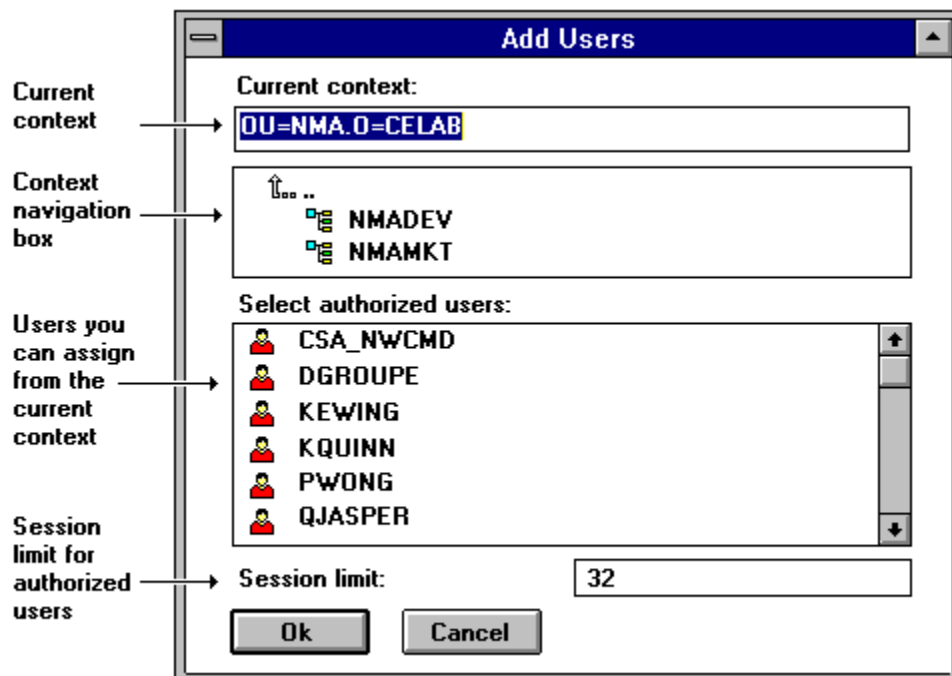 Add Users
Current
context
Current context:
OU=NMA.O=CELAB
Context
navigation
box
.. ..
NMADEV
NMAMKT
Select authorized users:
Users you
can assign
from the
current
context
CSA_NWCMD
DGROUPE
KEWING
KQUINN
PWONG
QJASPER
Session
limit for
authorized
users
Session limit:
32
Ok
Cancel